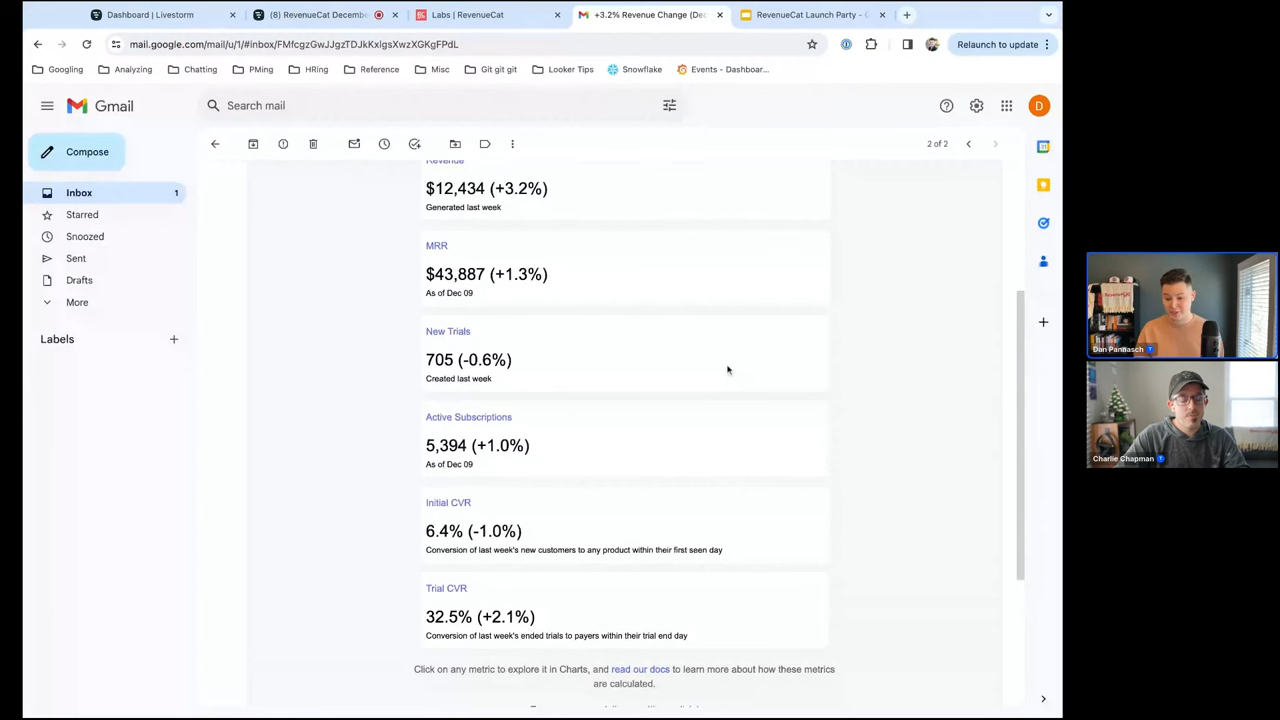 Dashboard | Livestorm
(8) RevenueCat Decembe
Labs | RevenueCat
+3.2% Revenue Change (Dec
RevenueCat Launch Party - G
mail.google.com/mail/u/1/#inbox/FMfcgzGwJJgzTDJkKxlgsXwzXGKgFPdL
Relaunch to update
Googling
Analyzing
Chatting
PMing
HRing
Reference
Misc
Git git git
Looker Tips
Snowflake
Events - Dashboar...
Gmail
Search mail
D
Compose
2 of 2
Inbox
1
Starred
Snoozed
Sent
Drafts
More
Labels
Revenue
$12,434 (+3.2%)
Generated last week
MRR
$43,887 (+1.3%)
As of Dec 09
New Trials
705 (-0.6%)
Created last week
Active Subscriptions
5,394 (+1.0%)
As of Dec 09
Initial CVR
6.4% (-1.0%)
Conversion of last week's new customers to any product within their first seen day
Trial CVR
32.5% (+2.1%)
Conversion of last week's ended trials to payers within their trial end day
Click on any metric to explore it in Charts, and read our docs to learn more about how these metrics
are calculated.
Dan Pannasch
Charlie Chapman